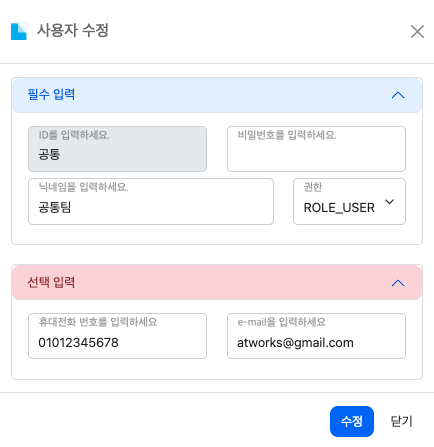 사용자 수정
필수 입력
ID를 입력하세요.
공통
비밀번호를 입력하세요.
닉네임을 입력하세요.
공통팀
권한
ROLE_USER
선택 입력
휴대전화 번호를 입력하세요
01012345678
e-mail을 입력하세요
atworks@gmail.com
수정
닫기